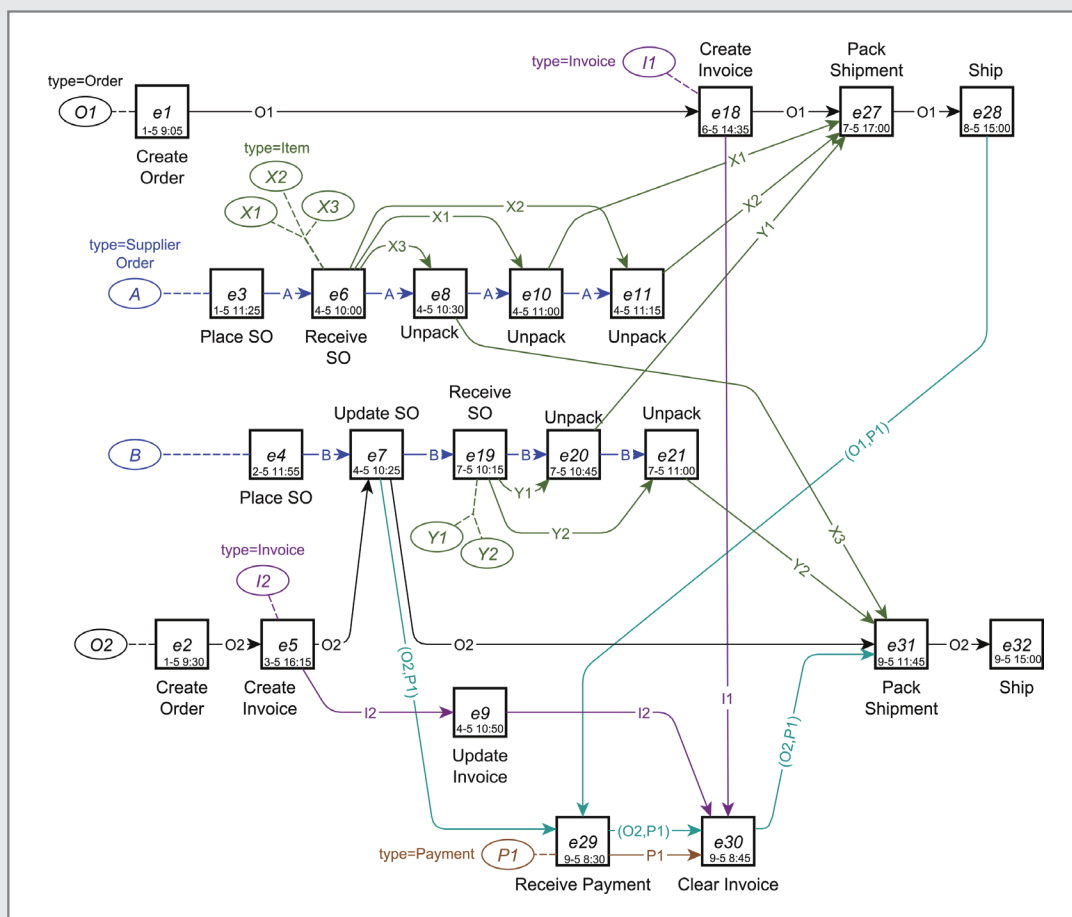 Create
Invoice
Pack
Shipment
Ship
type=Invoice
I1
type=Order
O1
e1
1-5 9:05
O1
e18
6-5 14:35
O1
e27
7-5 17:00
O1
e28
8-5 15:00
Create
Order
type=Item
X2
X1
X3
X1
X2
Y1
X2
X1
X3
type=Supplier
Order
A
e3
1-5 11:25
A
e6
4-5 10:00
A
e8
4-5 10:30
A
e10
4-5 11:00
A
e11
4-5 11:15
Place SO
Receive
SO
Unpack
Unpack
Unpack
Receive
SO
Update SO
Unpack
Unpack
(O1,P1)
B
e4
2-5 11:55
B
e7
4-5 10:25
B
e19
7-5 10:15
B
e20
7-5 10:45
B
e21
7-5 11:00
Place SO
Y1
Y2
Y1
Y2
X3
Y2
type=Invoice
I2
O2
e2
1-5 9:30
O2
e5
3-5 16:15
O2
O2
(O2,P1)
e31
9-5 11:45
O2
e32
9-5 15:00
Create
Order
Create
Invoice
Pack
Shipment
Ship
I2
e9
4-5 10:50
I2
I1
Update
Invoice
(O2,P1)
type=Payment
P1
e29
9-5 8:30
(O2,P1)
P1
e30
9-5 8:45
Receive Payment
Clear Invoice